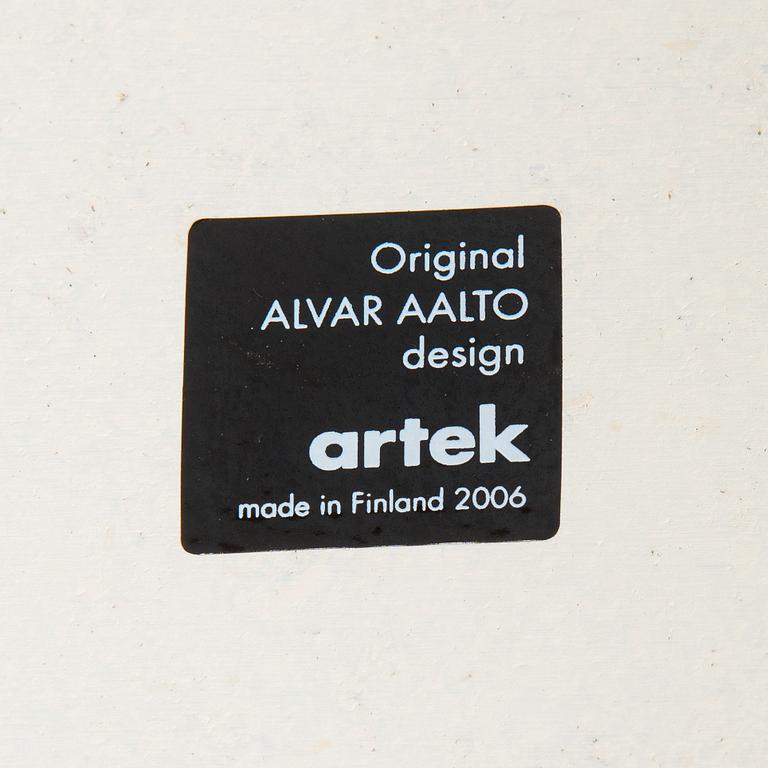 Original
ALVAR AALTO
design
artek
made in Finland 2006